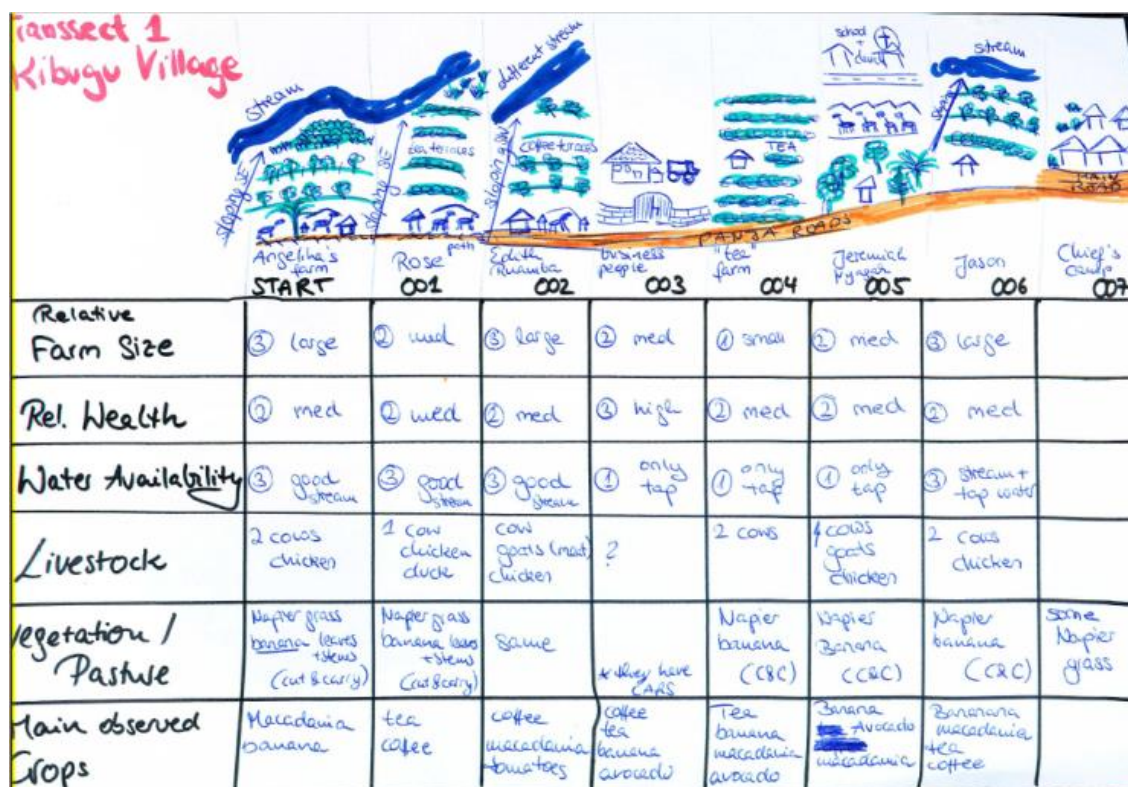 Transsect 1
Kibugu Village
stream
different stream
school
+
church
stream
sloping SE
sloping SE
tea terraces
sloping SW
coffee terraces
TEA
slope
MAIN
ROAD
PANJA ROADS
path
Angelina's
farm
START
Rose
001
Edith
002
business
people
003
"tea"
farm
004
Jeremiah
Nyagah
005
Jason
006
Chief's
camp
007
Relative
Farm Size
③ large
② med
③ large
② med
① small
② med
③ large
Rel. Wealth
② med
② med
② med
③ high
② med
② med
② med
Water Availability
③ good
stream
③ good
stream
③ good
stream
① only
tap
① only
tap
① only
tap
③ stream +
tap water
Livestock
2 cows
chicken
1 cow
chicken
duck
cow
goats (meat)
chicken
?
2 cows
cows
goats
chicken
2 cows
chicken
Vegetation /
Pasture
Napier grass
banana leaves
+ stems
(cut & carry)
Napier grass
banana leaves
+ stems
(cut & carry)
same
* they have
CARS
Napier
banana
(C&C)
Napier
Banana
(C&C)
Napier
banana
(C&C)
some
Napier
grass
Main observed
Crops
Macadamia
banana
tea
coffee
coffee
macadamia
tomatoes
coffee
tea
banana
avocado
Tea
banana
macadamia
avocado
Banana
Avocado
macadamia
Bananana
macadamia
tea
coffee